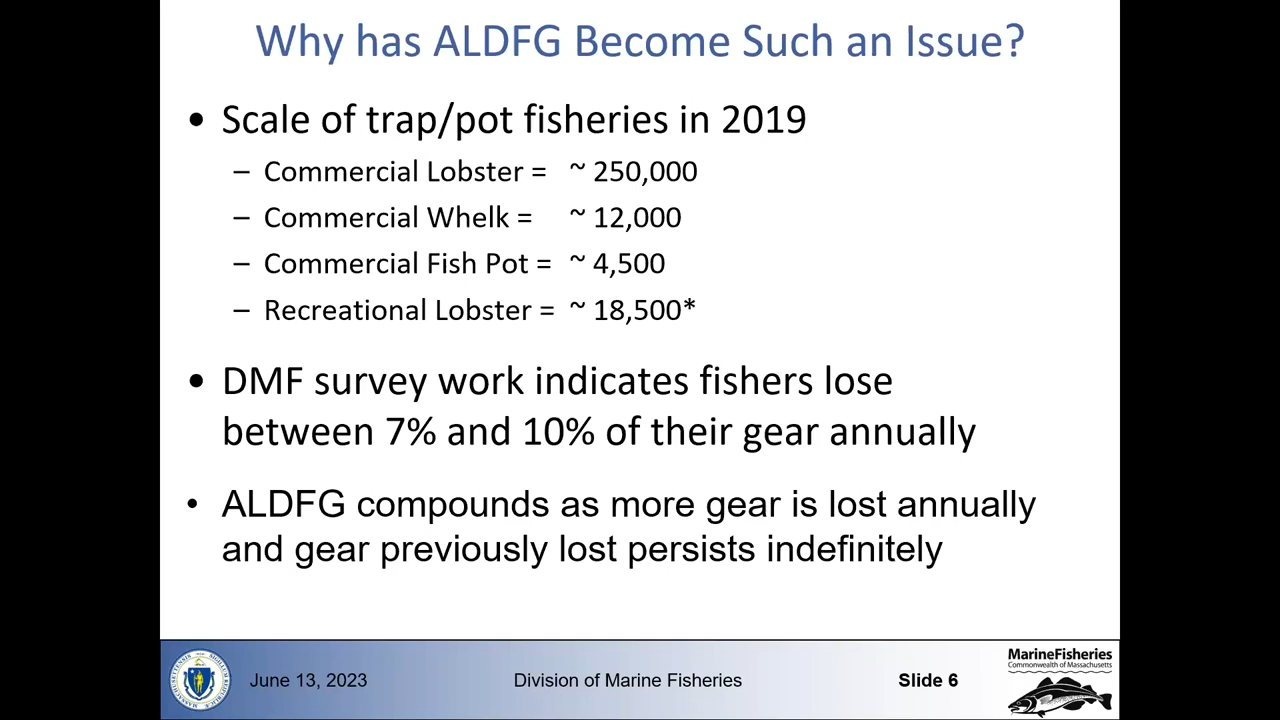 Why has ALDFG Become Such an Issue?
• Scale of trap/pot fisheries in 2019
– Commercial Lobster = ~ 250,000
– Commercial Whelk = ~ 12,000
– Commercial Fish Pot = ~ 4,500
– Recreational Lobster = ~ 18,500*
• DMF survey work indicates fishers lose
between 7% and 10% of their gear annually
• ALDFG compounds as more gear is lost annually
and gear previously lost persists indefinitely
June 13, 2023
Division of Marine Fisheries
Slide 6
MarineFisheries
Commonwealth of Massachusetts